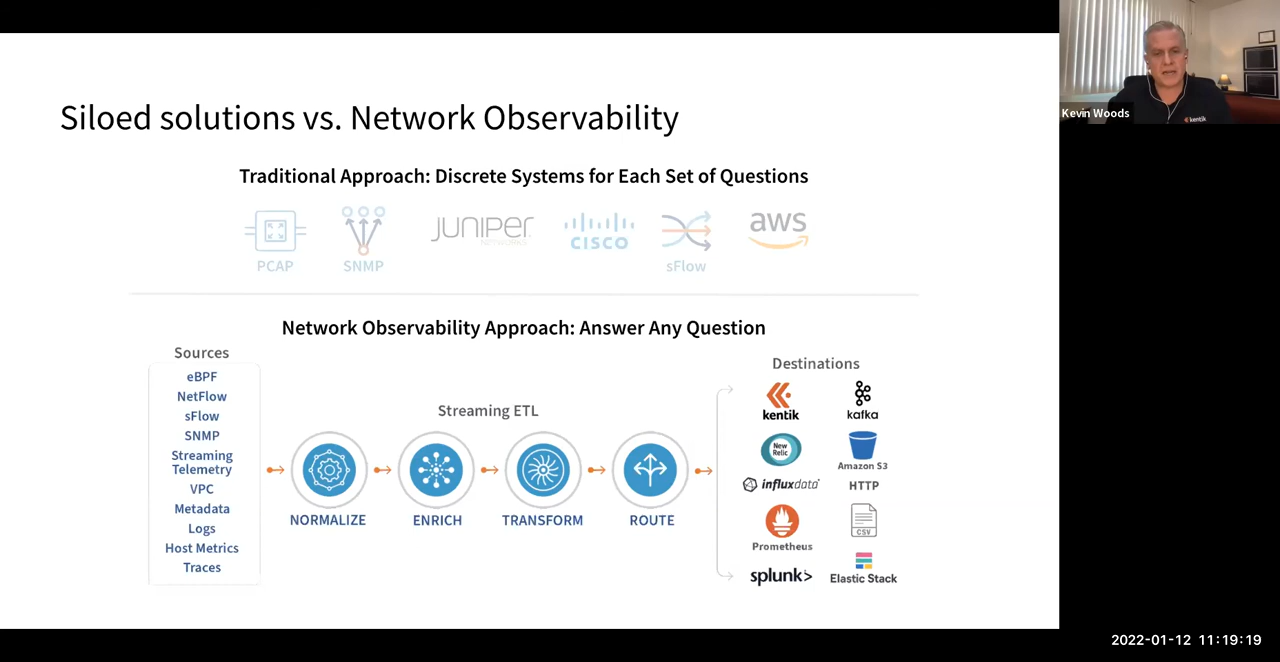 Siloed solutions vs. Network Observability
Traditional Approach: Discrete Systems for Each Set of Questions
PCAP
SNMP
JUNIPER
NETWORKS
CISCO
sFlow
aws
Network Observability Approach: Answer Any Question
Sources
eBPF
NetFlow
sFlow
SNMP
Streaming
Telemetry
VPC
Metadata
Logs
Host Metrics
Traces
Streaming ETL
NORMALIZE
ENRICH
TRANSFORM
ROUTE
Destinations
kentik
kafka
New
Relic
Amazon S3
influxdata
HTTP
Prometheus
CSV
splunk>
Elastic Stack
Kevin Woods
kentik
2022-01-12 11:19:19